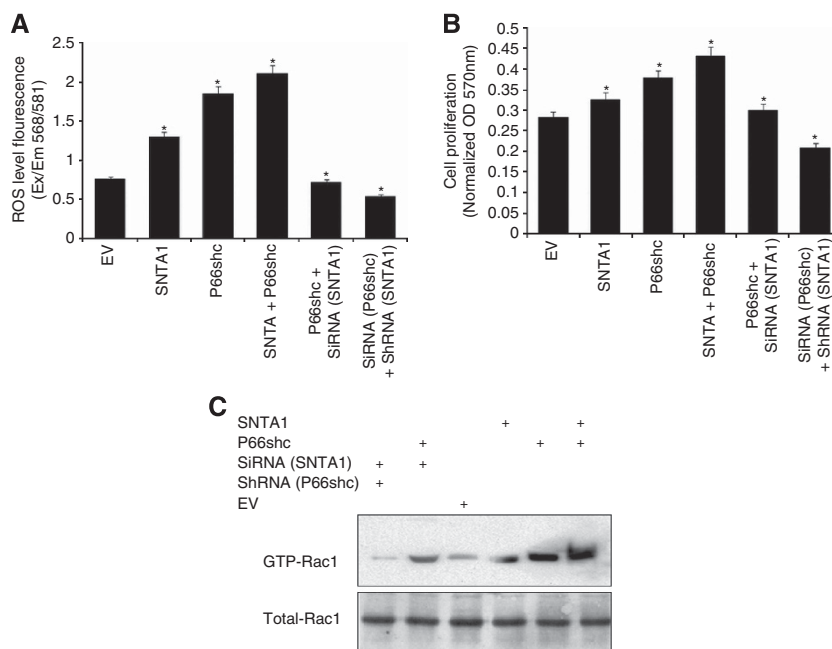 A
ROS level flourescence
(Ex/Em 568/581)
2.5
2
1.5
1
0.5
0
*
*
*
*
*
EV
SNTA1
P66shc
SNTA + P66shc
P66shc +
SiRNA (SNTA1)
SiRNA (P66shc)
+ ShRNA (SNTA1)
B
Cell proliferation
(Normalized OD 570nm)
0.5
0.45
0.4
0.35
0.3
0.25
0.2
0.15
0.1
0.05
0
*
*
*
*
*
EV
SNTA1
P66shc
SNTA + P66shc
P66shc +
SiRNA (SNTA1)
SiRNA (P66shc)
+ ShRNA (SNTA1)
C
SNTA1 + +
P66shc + + +
SiRNA (SNTA1) + +
ShRNA (P66shc) +
EV +
GTP-Rac1
Total-Rac1